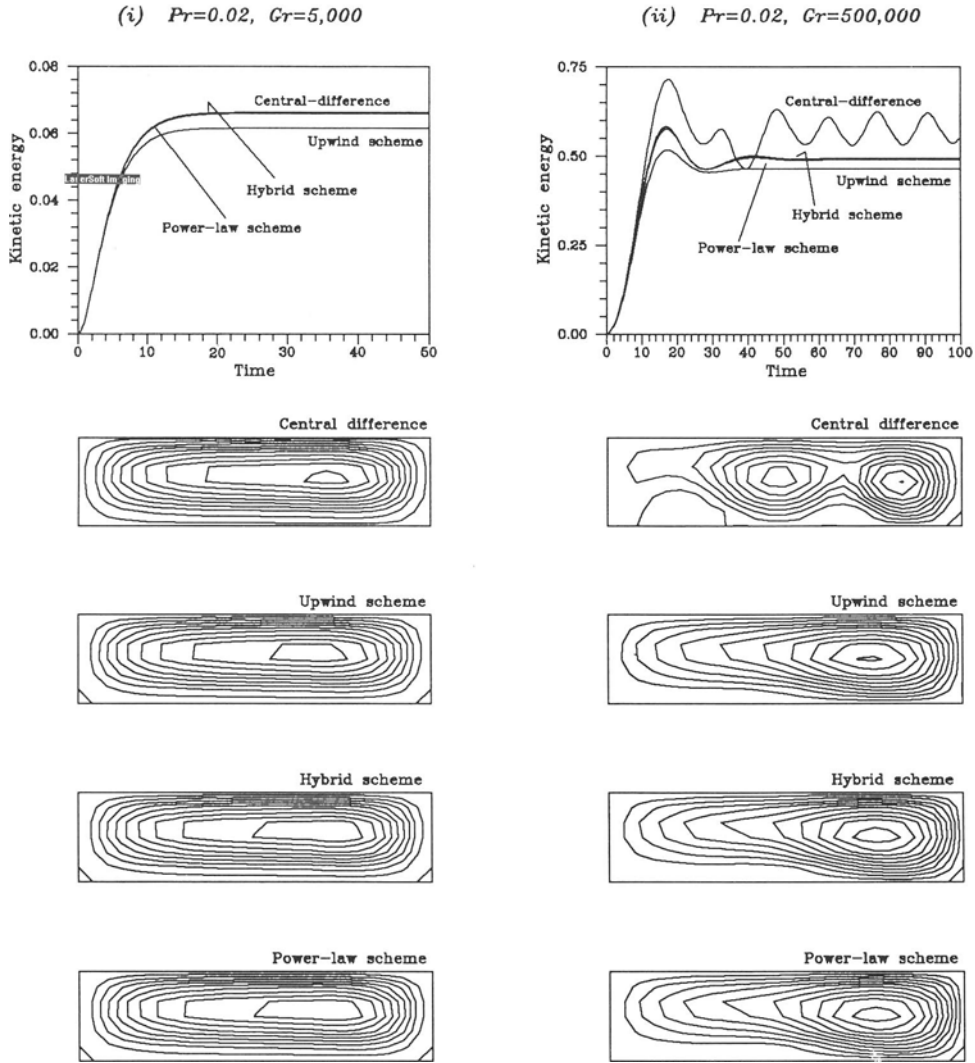 (i) Pr=0.02, Gr=5,000
(ii) Pr=0.02, Gr=500,000
0.08
0.06
0.04
0.02
0.00
Kinetic energy
Central-difference
Upwind scheme
LaserSoft Imaging
Hybrid scheme
Power-law scheme
0 10 20 30 40 50
Time
0.75
0.50
0.25
0.00
Kinetic energy
Central-difference
Upwind scheme
Hybrid scheme
Power-law scheme
0 10 20 30 40 50 60 70 80 90 100
Time
Central difference
Central difference
Upwind scheme
Upwind scheme
Hybrid scheme
Hybrid scheme
Power-law scheme
Power-law scheme